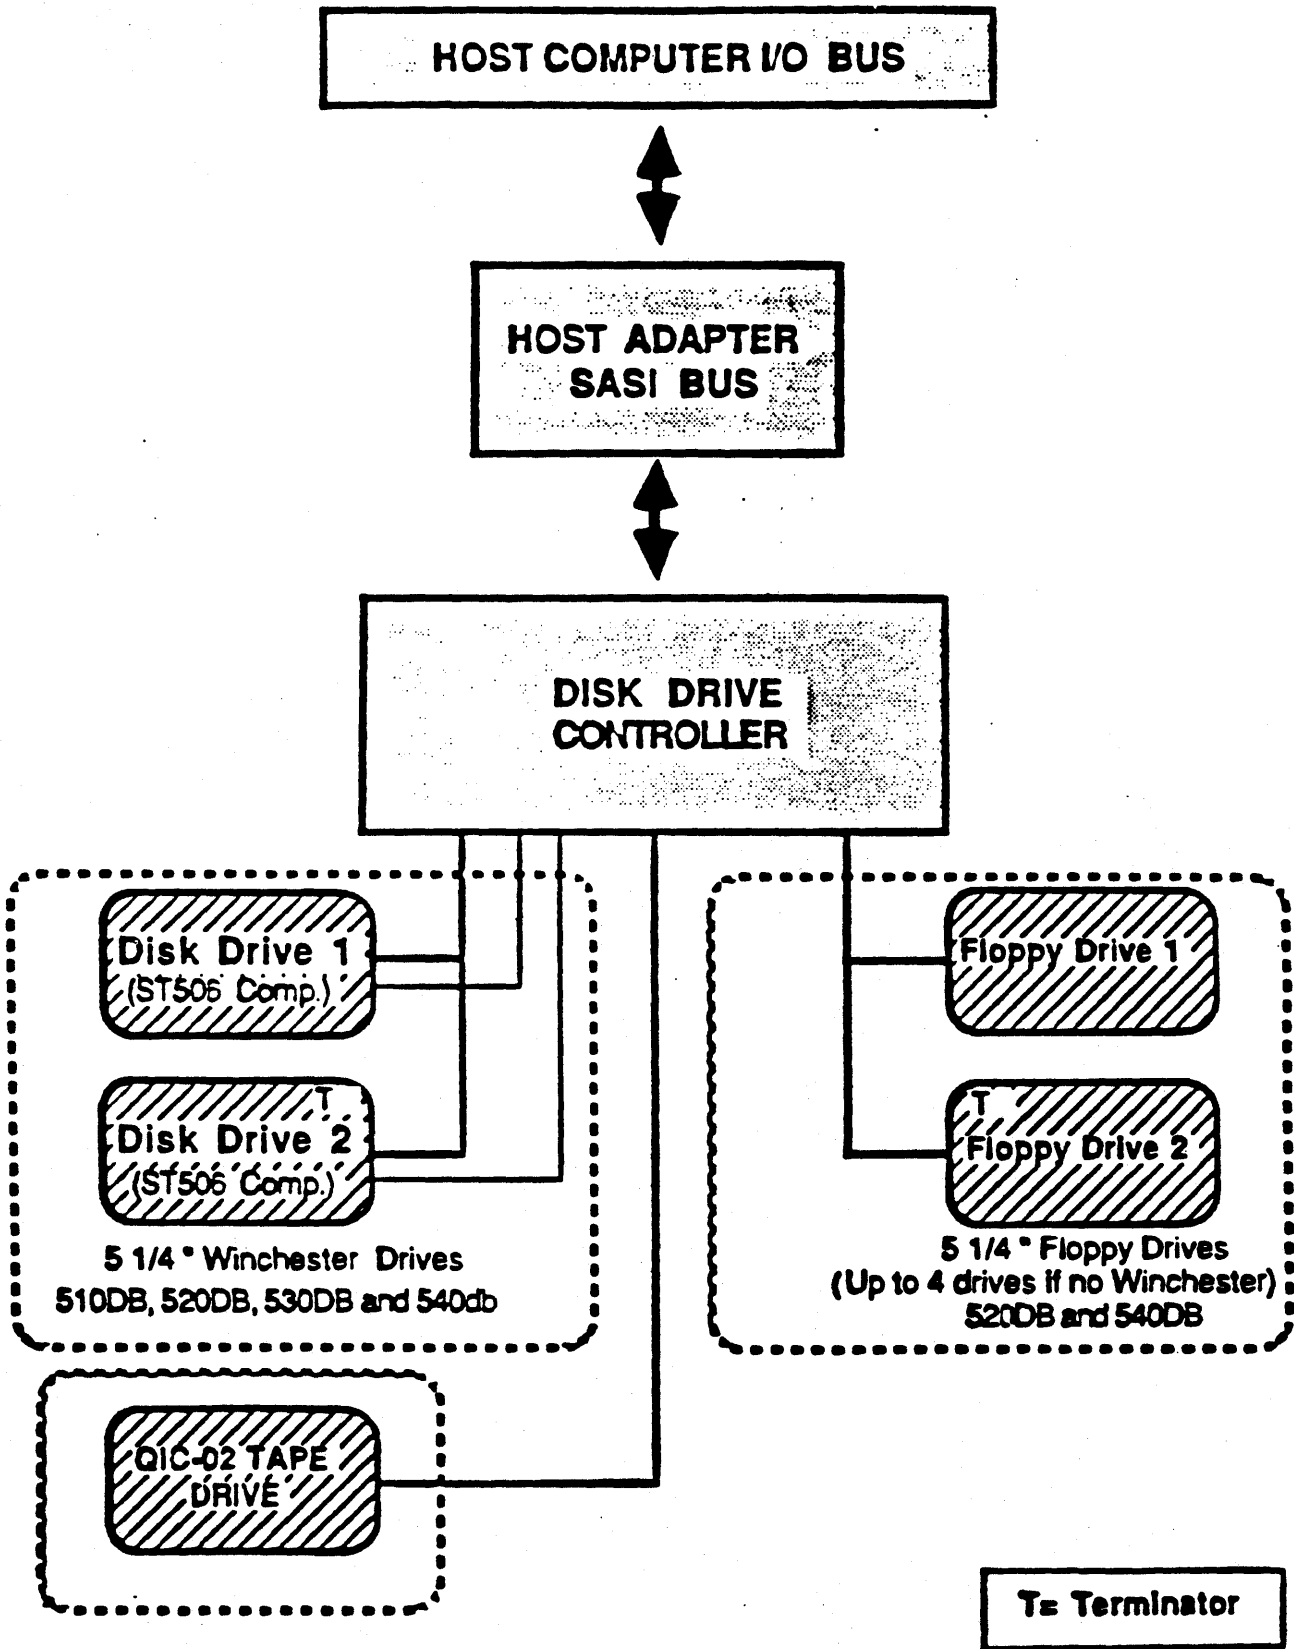 HOST COMPUTER I/O BUS
HOST ADAPTER
SASI BUS
DISK DRIVE
CONTROLLER
Disk Drive 1
(ST506 Comp.)
T
Disk Drive 2
(ST506 Comp.)
5 1/4 " Winchester Drives
510DB, 520DB, 530DB and 540db
Floppy Drive 1
T
Floppy Drive 2
5 1/4 " Floppy Drives
(Up to 4 drives if no Winchester)
520DB and 540DB
QIC-02 TAPE
DRIVE
T= Terminator